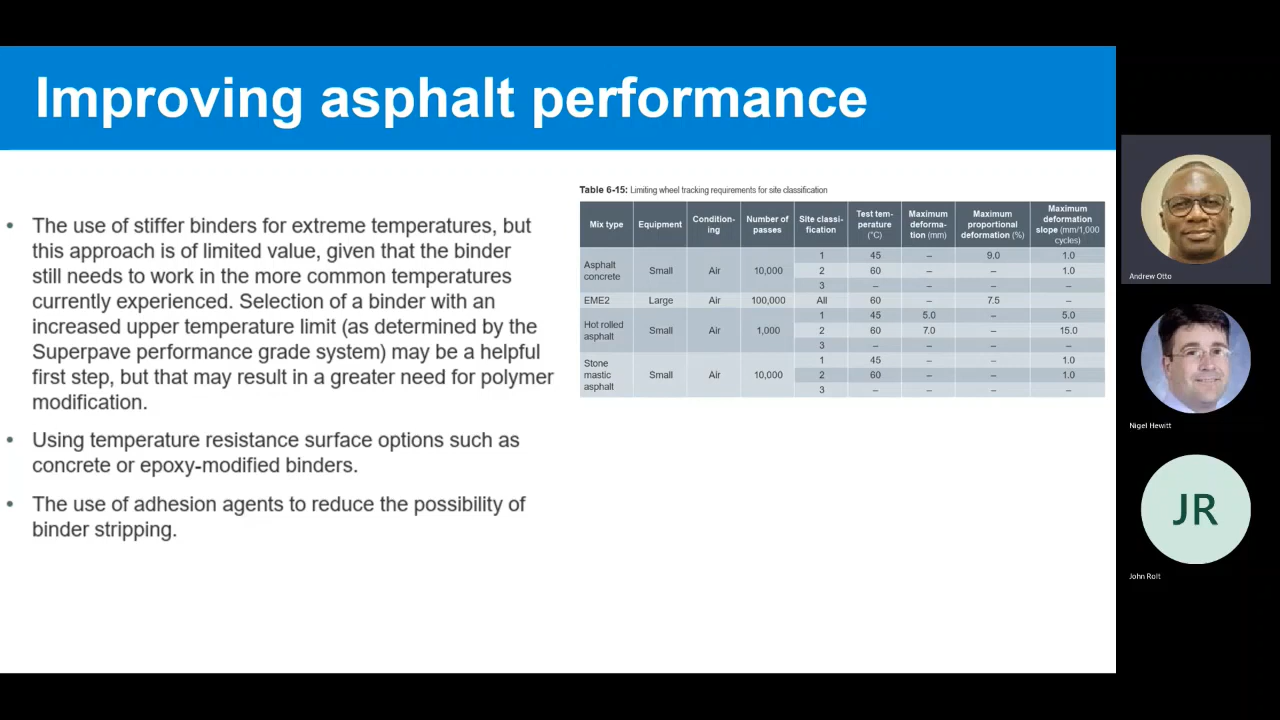 Improving asphalt performance
• The use of stiffer binders for extreme temperatures, but
this approach is of limited value, given that the binder
still needs to work in the more common temperatures
currently experienced. Selection of a binder with an
increased upper temperature limit (as determined by the
Superpave performance grade system) may be a helpful
first step, but that may result in a greater need for polymer
modification.
• Using temperature resistance surface options such as
concrete or epoxy-modified binders.
• The use of adhesion agents to reduce the possibility of
binder stripping.
Table 6-15: Limiting wheel tracking requirements for site classification
Mix type Equipment Condition-ing Number of passes Site classi-fication Test tem-perature (°C) Maximum deforma-tion (mm) Maximum proportional deformation (%) Maximum deformation slope (mm/1,000 cycles)
Asphalt concrete Small Air 10,000 1 45 – 9.0 1.0
2 60 – – 1.0
3 – – – –
EME2 Large Air 100,000 All 60 – 7.5 –
Hot rolled asphalt Small Air 1,000 1 45 5.0 – 5.0
2 60 7.0 – 15.0
3 – – – –
Stone mastic asphalt Small Air 10,000 1 45 – – 1.0
2 60 – – 1.0
3 – – – –
Andrew Otto
Nigel Hewitt
JR
John Rolt